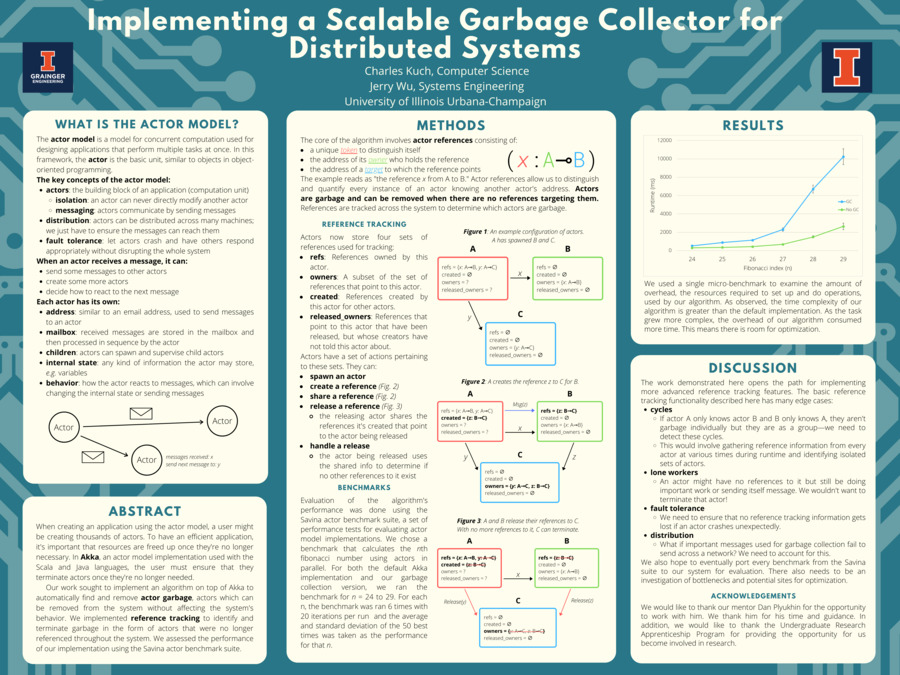 Implementing a Scalable Garbage Collector for
Distributed Systems
Charles Kuch, Computer Science
Jerry Wu, Systems Engineering
University of Illinois Urbana-Champaign
GRAINGER
ENGINEERING
WHAT IS THE ACTOR MODEL?
The actor model is a model for concurrent computation used for
designing applications that perform multiple tasks at once. In this
framework, the actor is the basic unit, similar to objects in object-
oriented programming.
The key concepts of the actor model:
actors: the building block of an application (computation unit)
isolation: an actor can never directly modify another actor
messaging: actors communicate by sending messages
distribution: actors can be distributed across many machines;
we just have to ensure the messages can reach them
fault tolerance: let actors crash and have others respond
appropriately without disrupting the whole system
When an actor receives a message, it can:
send some messages to other actors
create some more actors
decide how to react to the next message
Each actor has its own:
address: similar to an email address, used to send messages
to an actor
mailbox: received messages are stored in the mailbox and
then processed in sequence by the actor
children: actors can spawn and supervise child actors
internal state: any kind of information the actor may store,
e.g. variables
behavior: how the actor reacts to messages, which can involve
changing the internal state or sending messages
Actor
Actor
Actor
messages received: x
send next message to: y
ABSTRACT
When creating an application using the actor model, a user might
be creating thousands of actors. To have an efficient application,
it's important that resources are freed up once they're no longer
necessary. In Akka, an actor model implementation used with the
Scala and Java languages, the user must ensure that they
terminate actors once they're no longer needed.
Our work sought to implement an algorithm on top of Akka to
automatically find and remove actor garbage, actors which can
be removed from the system without affecting the system's
behavior. We implemented reference tracking to identify and
terminate garbage in the form of actors that were no longer
referenced throughout the system. We assessed the performance
of our implementation using the Savina actor benchmark suite.
METHODS
The core of the algorithm involves actor references consisting of:
a unique token to distinguish itself
the address of its owner who holds the reference
the address of a target to which the reference points
(x : A⊸B)
The example reads as "the reference x from A to B." Actor references allow us to distinguish
and quantify every instance of an actor knowing another actor's address. Actors
are garbage and can be removed when there are no references targeting them.
References are tracked across the system to determine which actors are garbage.
REFERENCE TRACKING
Actors now store four sets of
references used for tracking:
refs: References owned by this
actor.
owners: A subset of the set of
references that point to this actor.
created: References created by
this actor for other actors.
released_owners: References that
point to this actor that have been
released, but whose creators have
not told this actor about.
Actors have a set of actions pertaining
to these sets. They can:
spawn an actor
create a reference (Fig. 2)
share a reference (Fig. 2)
release a reference (Fig. 3)
the releasing actor shares the
references it's created that point
to the actor being released
handle a release
the actor being released uses
the shared info to determine if
no other references to it exist
BENCHMARKS
Evaluation of the algorithm's
performance was done using the
Savina actor benchmark suite, a set of
performance tests for evaluating actor
model implementations. We chose a
benchmark that calculates the nth
Fibonacci number using actors in
parallel. For both the default Akka
implementation and our garbage
collection version, we ran the
benchmark for n = 24 to 29. For each
n, the benchmark was run 6 times with
20 iterations per run and the average
and standard deviation of the 50 best
times was taken as the performance
for that n.
Figure 1: An example configuration of actors.
A has spawned B and C.
A
B
refs = {x: A⊸B, y: A⊸C}
created = Ø
owners = ?
released_owners = ?
x
refs = Ø
created = Ø
owners = {x: A⊸B}
released_owners = Ø
y
C
refs = Ø
created = Ø
owners = {y: A⊸C}
released_owners = Ø
Figure 2: A creates the reference z to C for B.
A
B
refs = {x: A⊸B, y: A⊸C}
created = {z: B⊸C}
owners = ?
released_owners = ?
Msg(z)
x
refs = {z: B⊸C}
created = Ø
owners = {x: A⊸B}
released_owners = Ø
y
C
z
refs = Ø
created = Ø
owners = {y: A⊸C, z: B⊸C}
released_owners = Ø
Figure 3: A and B release their references to C.
With no more references to it, C can terminate.
A
B
refs = {x: A⊸B, y: A⊸C}
created = {z: B⊸C}
owners = ?
released_owners = ?
x
refs = {z: B⊸C}
created = Ø
owners = {x: A⊸B}
released_owners = Ø
Release(y)
C
Release(z)
refs = Ø
created = Ø
owners = {y: A⊸C, z: B⊸C}
released_owners = Ø
RESULTS
12000
10000
8000
6000
4000
2000
0
Runtime (ms)
24 25 26 27 28 29
Fibonacci index (n)
GC
No GC
We used a single micro-benchmark to examine the amount of
overhead, the resources required to set up and do operations,
used by our algorithm. As observed, the time complexity of our
algorithm is greater than the default implementation. As the task
grew more complex, the overhead of our algorithm consumed
more time. This means there is room for optimization.
DISCUSSION
The work demonstrated here opens the path for implementing
more advanced reference tracking features. The basic reference
tracking functionality described here has many edge cases:
cycles
If actor A only knows actor B and B only knows A, they aren't
garbage individually but they are as a group—we need to
detect these cycles.
This would involve gathering reference information from every
actor at various times during runtime and identifying isolated
sets of actors.
lone workers
An actor might have no references to it but still be doing
important work or sending itself message. We wouldn't want to
terminate that actor!
fault tolerance
We need to ensure that no reference tracking information gets
lost if an actor crashes unexpectedly.
distribution
What if important messages used for garbage collection fail to
send across a network? We need to account for this.
We also hope to eventually port every benchmark from the Savina
suite to our system for evaluation. There also needs to be an
investigation of bottlenecks and potential sites for optimization.
ACKNOWLEDGEMENTS
We would like to thank our mentor Dan Plyukhin for the opportunity
to work with him. We thank him for his time and guidance. In
addition, we would like to thank the Undergraduate Research
Apprenticeship Program for providing the opportunity for us
become involved in research.